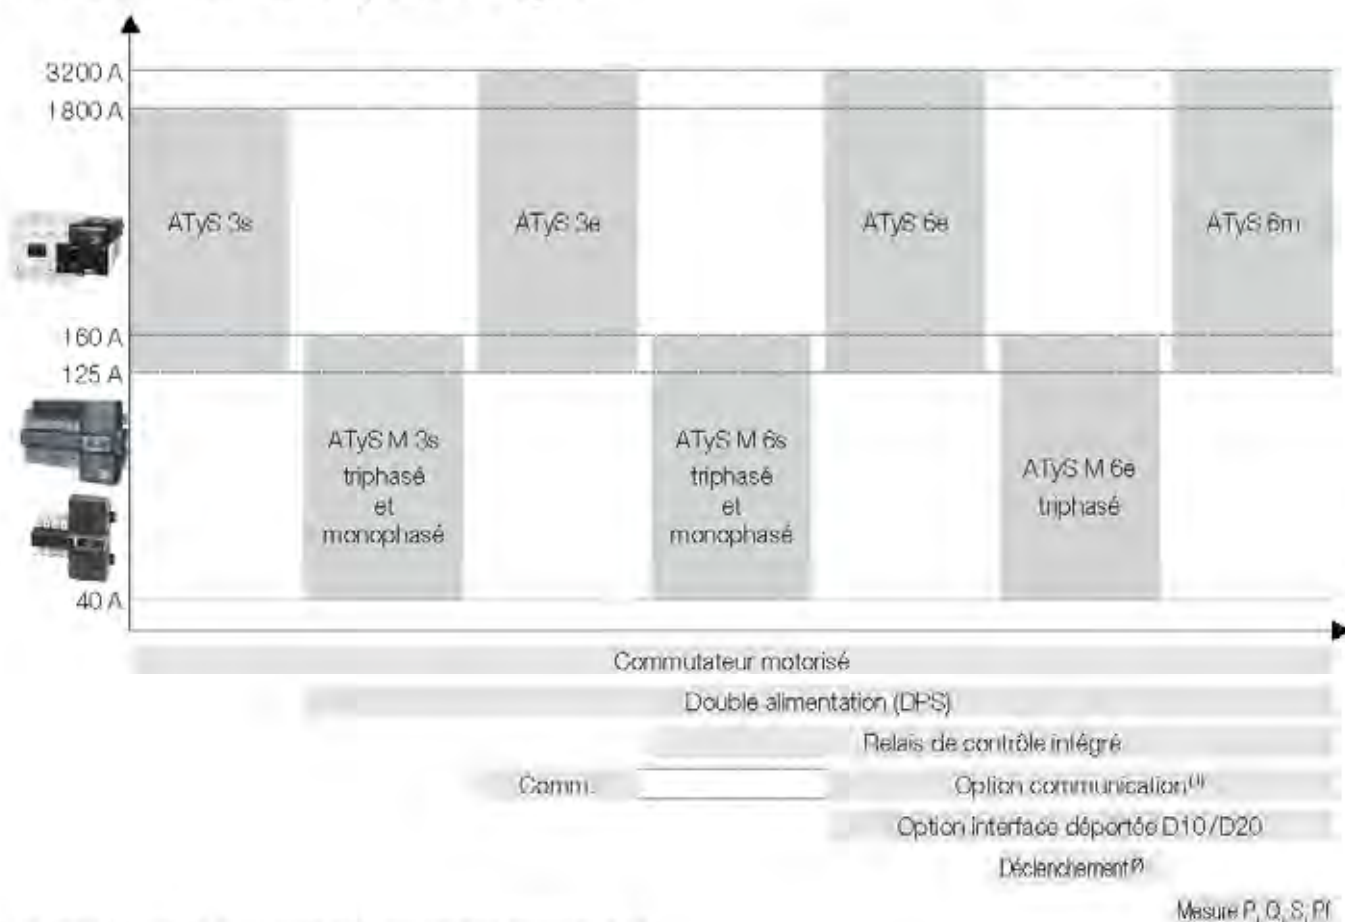 3200 A
1800 A
ATyS 3s
ATyS 3e
ATyS 6e
ATyS 6m
160 A
125 A
ATyS M 3s
triphasé
et
monophasé
ATyS M 6s
triphasé
et
monophasé
ATyS M 6e
triphasé
40 A
Commutateur motorisé
Double alimentation (DPS)
Relais de contrôle intégré
Comm.
Option communication(1)
Option interface déportée D10/D20
Déclenchement(2)
Mesure P, Q, S, Pf